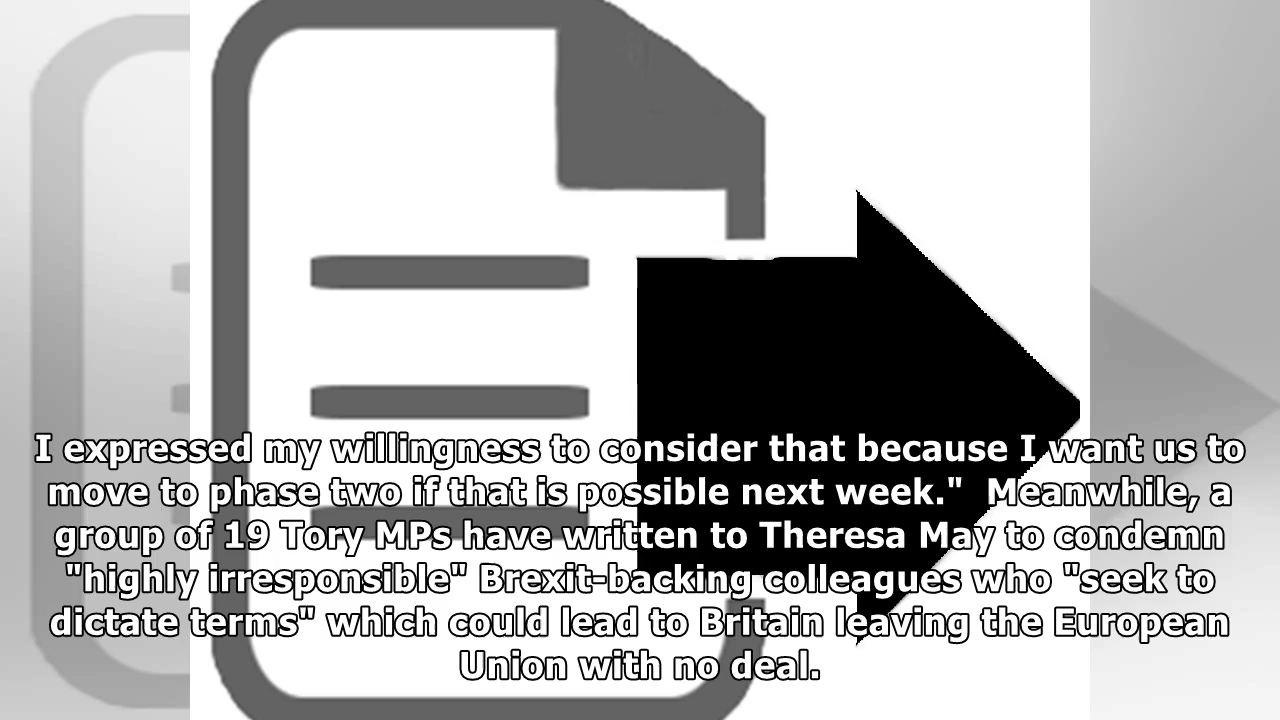 I expressed my willingness to consider that because I want us to
move to phase two if that is possible next week."  Meanwhile, a
group of 19 Tory MPs have written to Theresa May to condemn
"highly irresponsible" Brexit-backing colleagues who "seek to
dictate terms" which could lead to Britain leaving the European
Union with no deal.